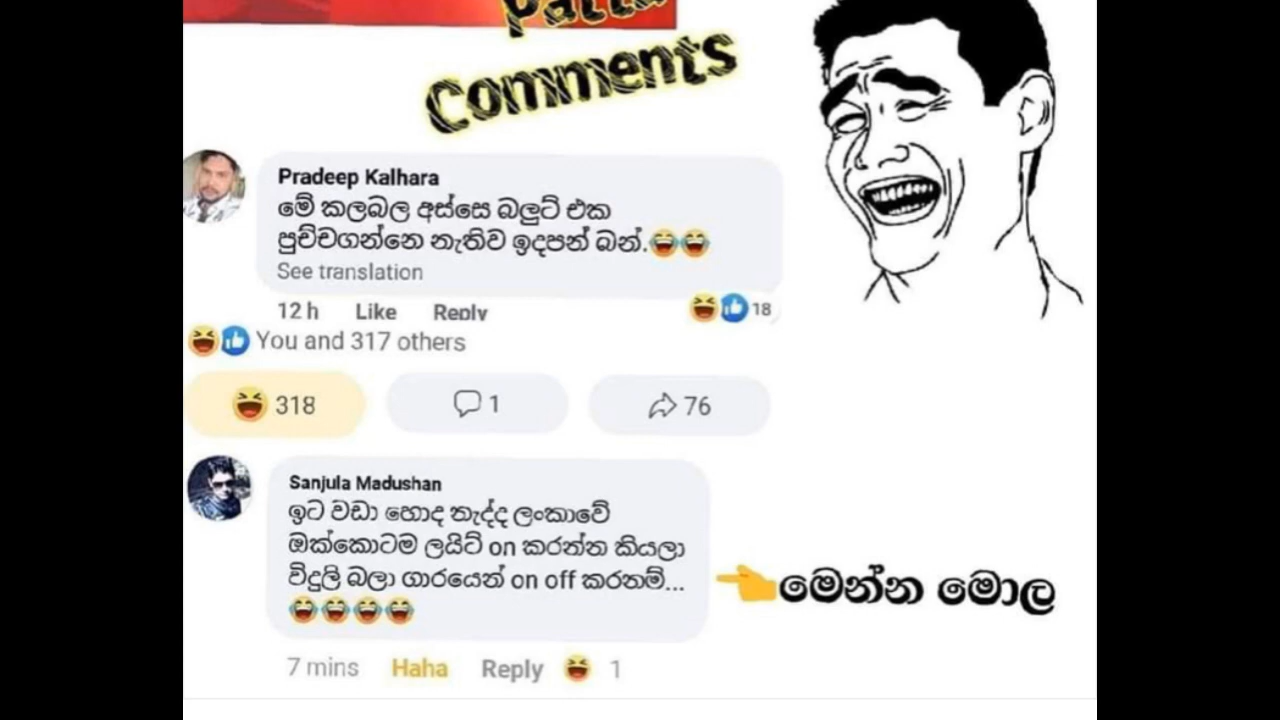 Patta
Comments
Pradeep Kalhara
මේ කලබල අස්සෙ බලුට් එක
පුච්චගන්නෙ නැතිව ඉදපන් බන්.😂😂
See translation
12 h Like Reply 18
You and 317 others
318 1 76
Sanjula Madushan
ඉට වඩා හොද නැද්ද ලංකාවේ
ඔක්කොටම ලයිට් on කරන්න කියලා
විදුලි බලා ගාරයෙන් on off කරනම්...
😂😂😂😂
👈මෙන්න මොල
7 mins Haha Reply 1